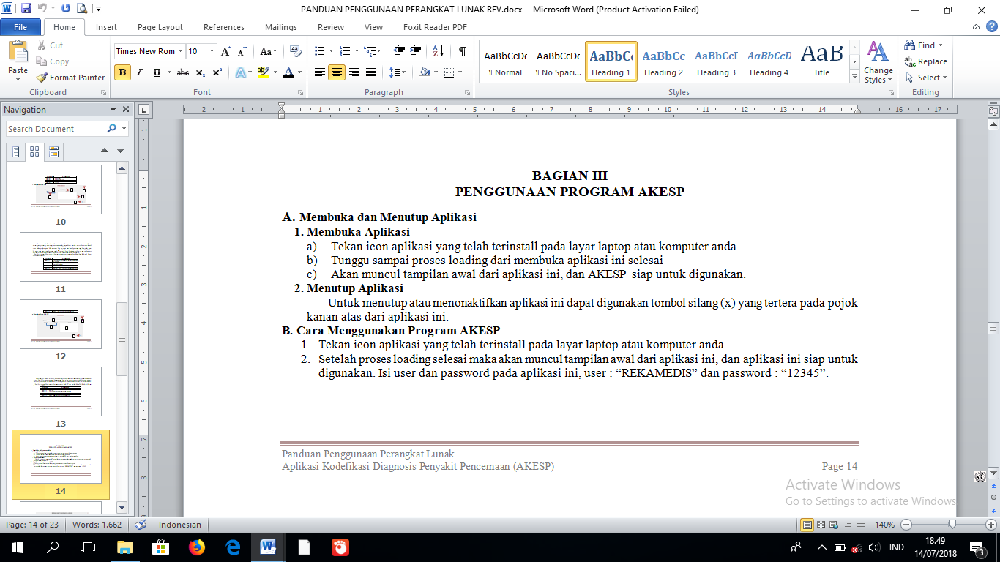 PANDUAN PENGGUNAAN PERANGKAT LUNAK REV.docx - Microsoft Word (Product Activation Failed)
File Home Insert Page Layout References Mailings Review View Foxit Reader PDF
Paste
Cut
Copy
Format Painter
Clipboard
Times New Rom 10
Font
Paragraph
AaBbCcDc AaBbCcDc AaBbCc AaBbCc AaBbCcI AaBbCcD AaB
¶ Normal ¶ No Spaci... Heading 1 Heading 2 Heading 3 Heading 4 Title
Change Styles
Styles
Find
Replace
Select
Editing
Navigation
Search Document
10
11
12
13
14
BAGIAN III
PENGGUNAAN PROGRAM AKESP
A. Membuka dan Menutup Aplikasi
1. Membuka Aplikasi
a) Tekan icon aplikasi yang telah terinstall pada layar laptop atau komputer anda.
b) Tunggu sampai proses loading dari membuka aplikasi ini selesai
c) Akan muncul tampilan awal dari aplikasi ini, dan AKESP siap untuk digunakan.
2. Menutup Aplikasi
Untuk menutup atau menonaktifkan aplikasi ini dapat digunakan tombol silang (x) yang tertera pada pojok
kanan atas dari aplikasi ini.
B. Cara Menggunakan Program AKESP
1. Tekan icon aplikasi yang telah terinstall pada layar laptop atau komputer anda.
2. Setelah proses loading selesai maka akan muncul tampilan awal dari aplikasi ini, dan aplikasi ini siap untuk
digunakan. Isi user dan password pada aplikasi ini, user : “REKAMEDIS” dan password : “12345”.
Panduan Penggunaan Perangkat Lunak
Aplikasi Kodefikasi Diagnosis Penyakit Pencernaan (AKESP) Page 14
Activate Windows
Go to Settings to activate Windows
Page: 14 of 23 Words: 1.662 Indonesian 140%
IND
18.49
14/07/2018
3